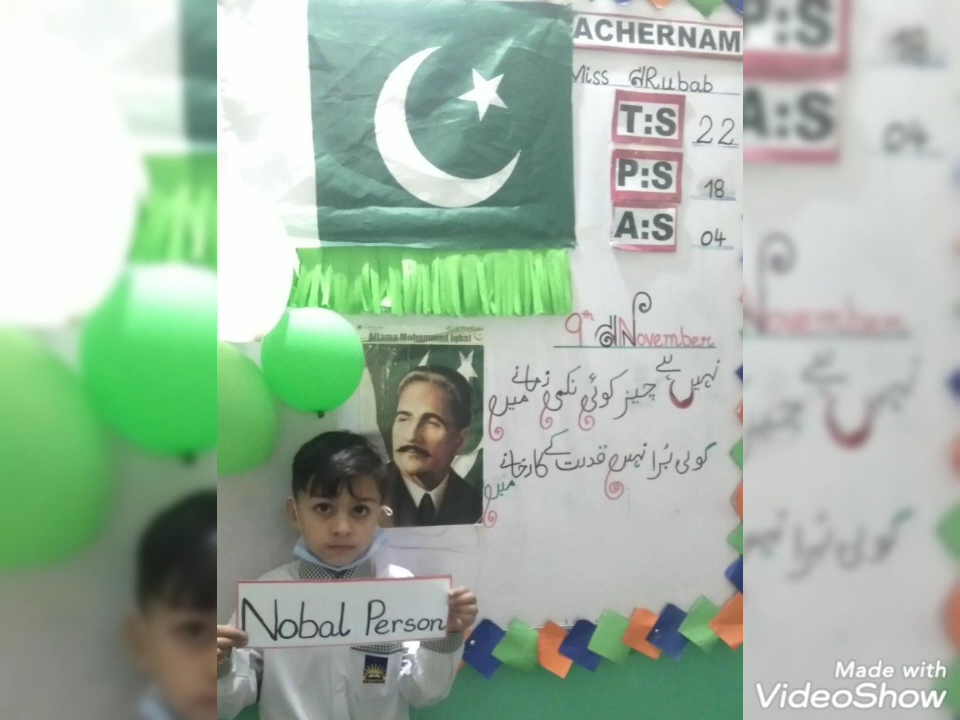 ACHERNAM
Miss Rubab
T:S 22
P:S 18
A:S 04
9th November
Allama Muhammad Iqbal
نہیں ہے چیز کوئی نکمی زمانے میں
کوئی بُرا نہیں قدرت کے کارخانے میں
Nobal Person
Made with
VideoShow